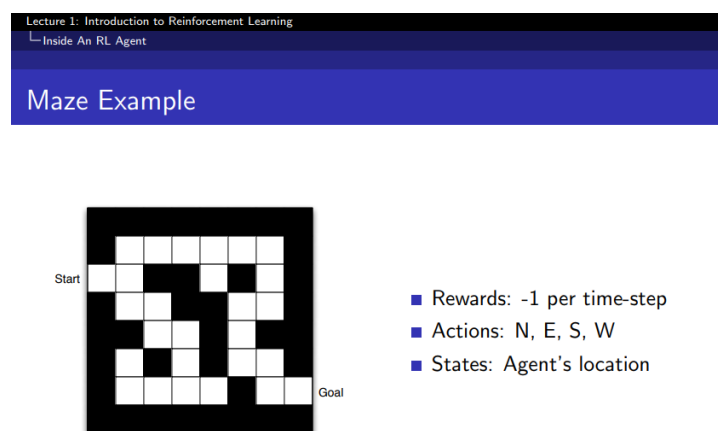 Lecture 1: Introduction to Reinforcement Learning
Inside An RL Agent
Maze Example
Start
Goal
Rewards: -1 per time-step
Actions: N, E, S, W
States: Agent's location